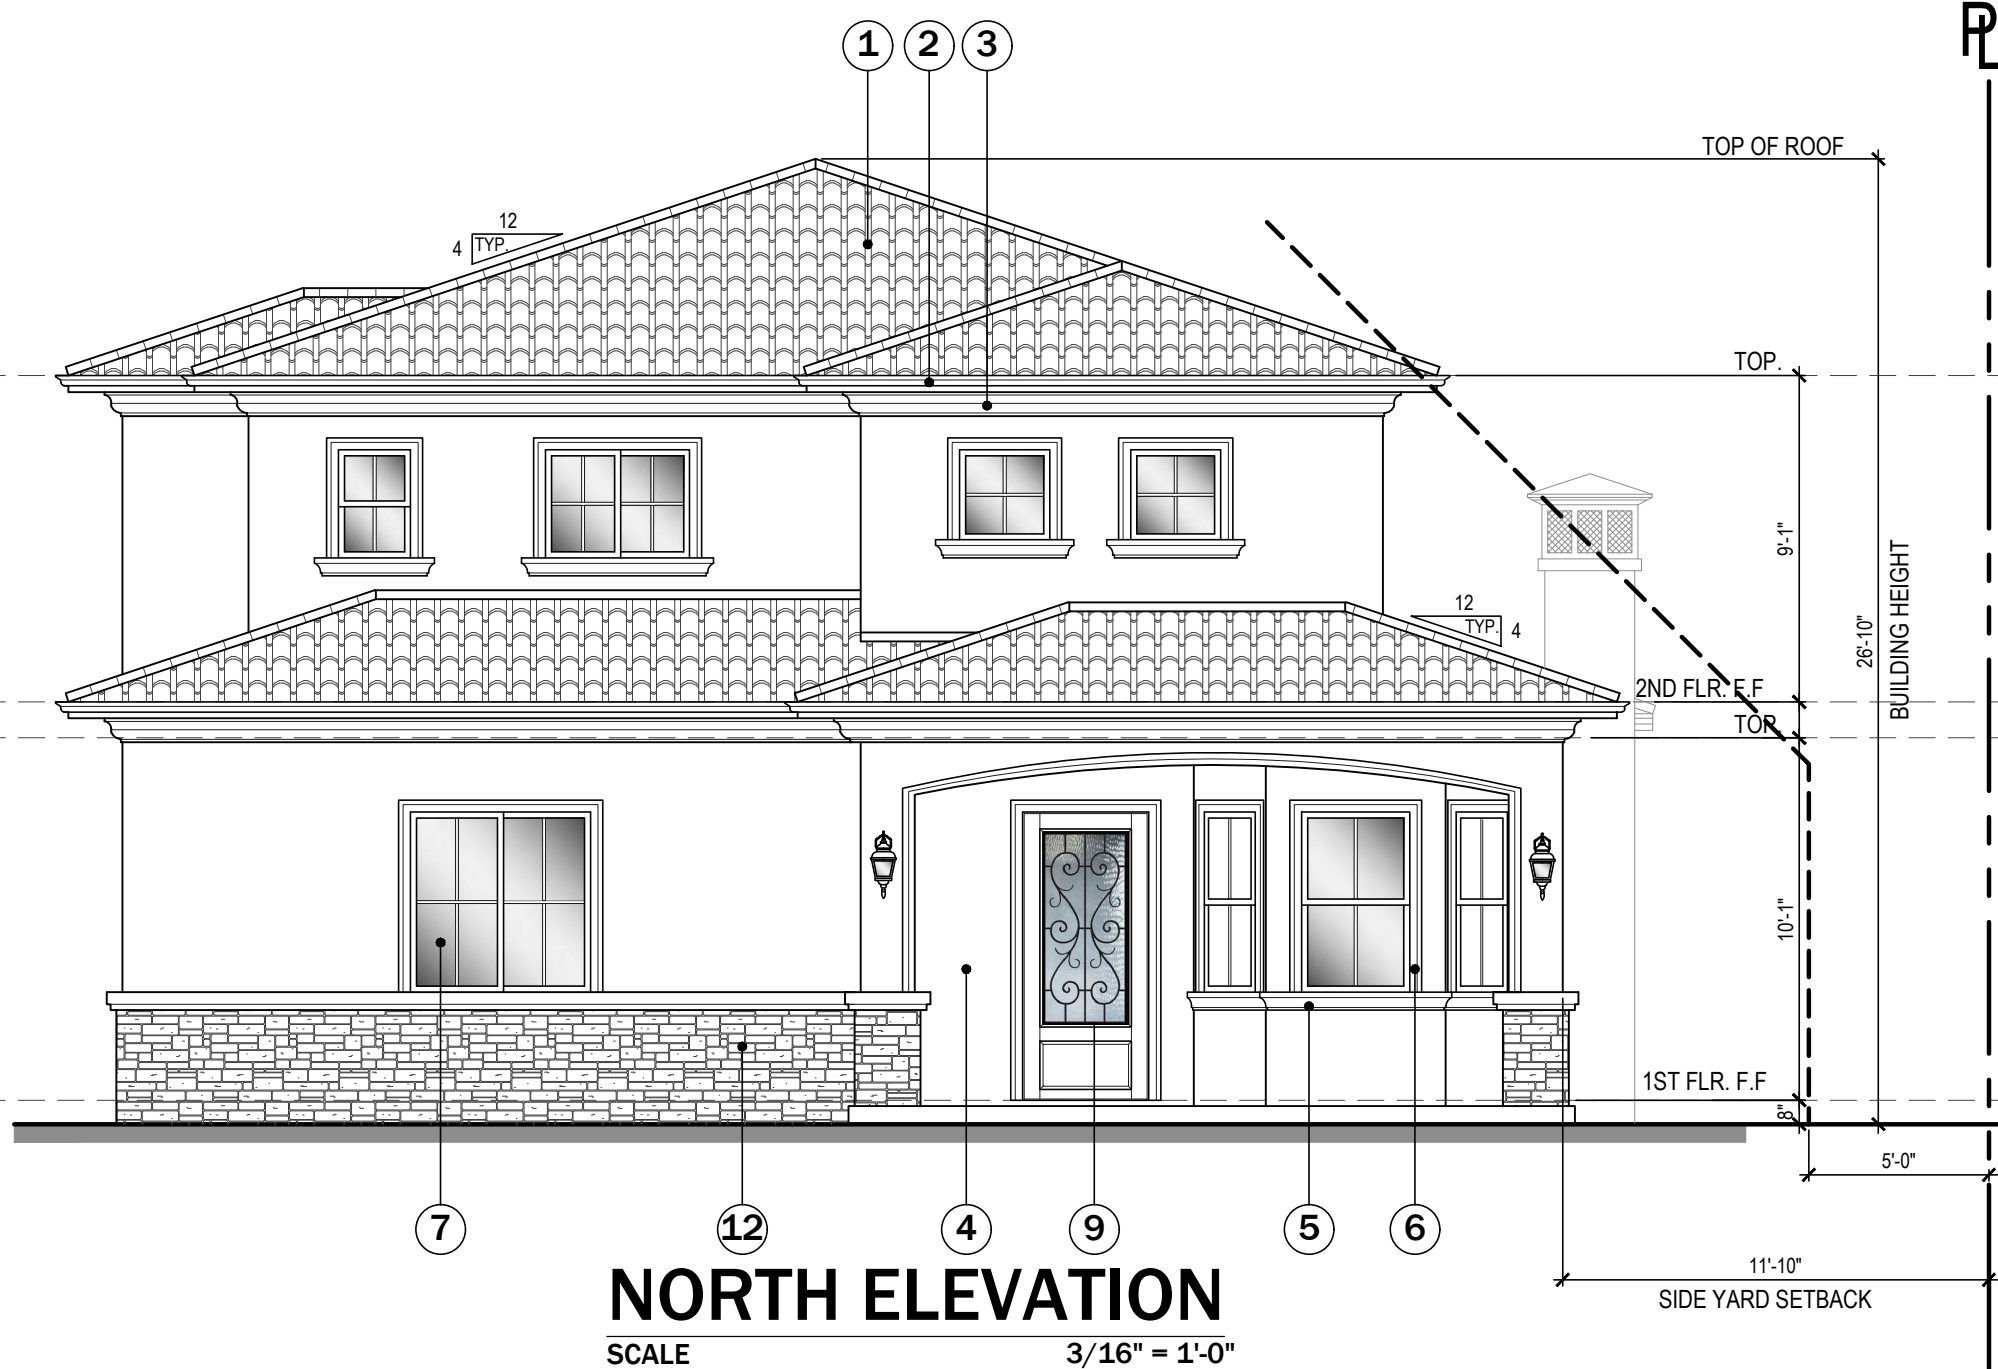 1 2 3
PL
TOP OF ROOF
12
4 TYP.
TOP.
9'-1"
26'-10"
BUILDING HEIGHT
12
TYP. 4
2ND FLR. F.F
TOP.
10'-1"
1ST FLR. F.F
8"
5'-0"
7 12 4 9 5 6
11'-10"
SIDE YARD SETBACK
NORTH ELEVATION
SCALE 3/16" = 1'-0"